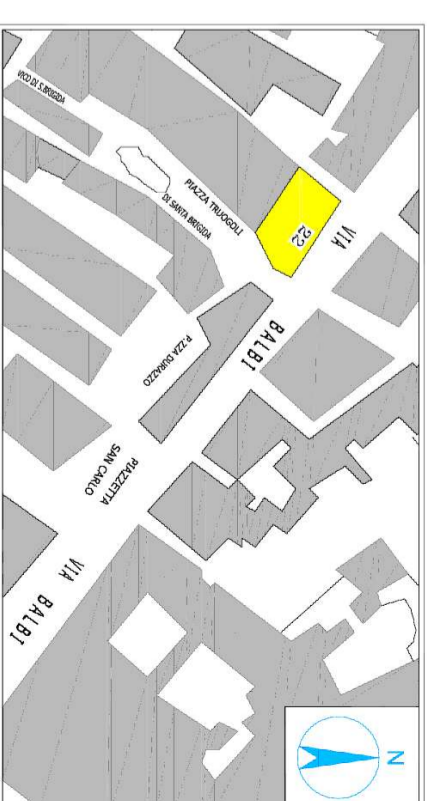 VICO DI S.BRIGIDA
PIAZZA TRUOGOLI
DI SANTA BRIGIDA
22
VIA
BALBI
P.ZZA DURAZZO
PIAZZETTA
SAN CARLO
VIA BALBI
N